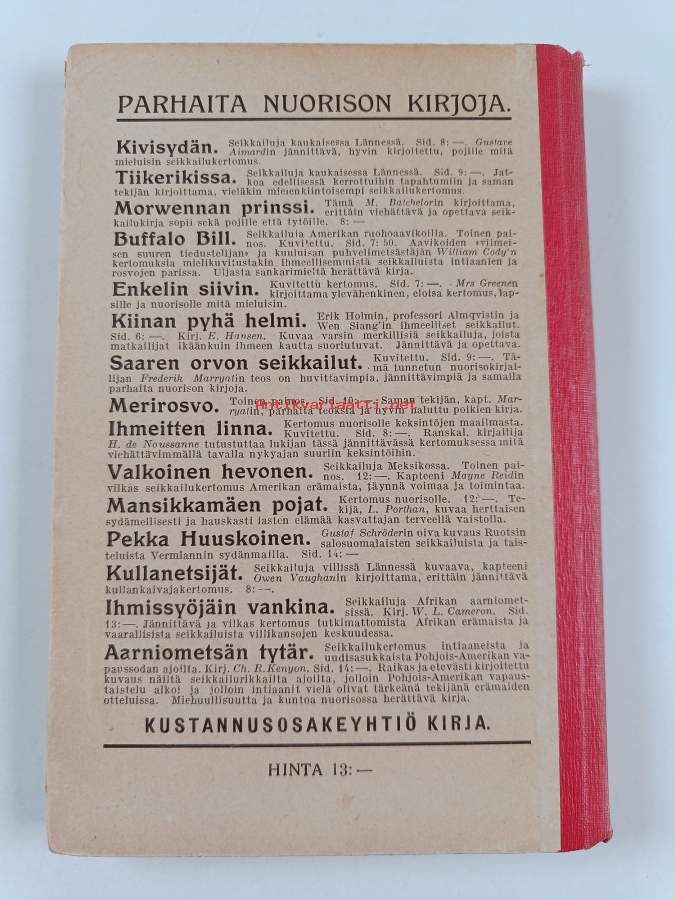 PARHAITA NUORISON KIRJOJA.
Kivisydän. Seikkailuja kaukaisessa Lännessä. Sid. 8: —. Gustave
Aimardin jännittävä, hyvin kirjoitettu, pojille mitä
mieluisin seikkailukertomus.
Tiikerikissa. Seikkailuja kaukaisessa Lännessä. Sid. 9: —. Jat-
koa edellisessä kerrottuihin tapahtumiin ja saman
tekijän kirjoittama, vieläkin mielenkiintoisempi seikkailukertomus.
Morwennan prinssi. Tämä M. Batchelorin kirjoittama,
erittäin viehättävä ja opettava seik-
kailukirja sopii sekä pojille että tytöille. 8: —
Buffalo Bill. Seikkailuja Amerikan ruohoaavikoilla. Toinen pai-
nos. Kuvitettu. Sid. 7: 50. Aavikoiden »viimei-
sen suuren tiedustelijan» ja kuuluisan puhvelimetsästäjän William Cody'n
kertomuksia mielikuvitustakin ihmeellisemmistä seikkailuista intiaanien ja
rosvojen parissa. Uljasta sankarimieltä herättävä kirja.
Enkelin siivin. Kuvitettu kertomus. Sid. 7: —. Mrs Greenen
kirjoittama ylevähenkinen, eloisa kertomus, lap-
sille ja nuorisolle mitä mieluisin.
Kiinan pyhä helmi. Erik Holmin, professori Almqvistin ja
Wen Slang'in ihmeelliset seikkailut.
Sid. 6: —. Kirj. E. Hansen. Kuvaa varsin merkillisiä seikkailuja, joista
matkailijat ikäänkuin ihmeen kautta suoriutuvat. Jännittävä ja opettava.
Saaren orvon seikkailut. Kuvitettu. Sid. 9: —. Tä-
mä tunnetun nuorisokirjai-
lijan Frederik Marryatin teos on huvittavimpia, jännittävimpiä ja samalla
parhaita nuorison kirjoja.
Merirosvo. Toinen painos. Sid. 10: —. Saman tekijän, kapt. Mar-
ryatin, parhaita teoksia ja hyvin haluttu poikien kirja.
Ihmeitten linna. Kertomus nuorisolle keksintöjen maailmasta.
Kuvitettu. Sid. 8: —. Ranskal. kirjailija
H. de Noussanne tutustuttaa lukijan tässä jännittävässä kertomuksessa mitä
viehättävimmällä tavalla nykyajan suuriin keksintöihin.
Valkoinen hevonen. Seikkailuja Meksikossa. Toinen pai-
nos. 12: —. Kapteeni Mayne Reidin
vilkas seikkailukertomus Amerikan erämaista, täynnä voimaa ja toimintaa.
Mansikkamäen pojat. Kertomus nuorisolle. 12: —. Te-
kijä, L. Porthan, kuvaa herttaisen
sydämellisesti ja hauskasti lasten elämää kasvattajan terveellä vaistolla.
Pekka Huuskoinen. Gustaf Schröderin oiva kuvaus Ruotsin
salosuomalaisten seikkailuista ja tais-
teluista Vermlannin sydänmailla. Sid. 14: —
Kullanetsijät. Seikkailuja villissä Lännessä kuvaava, kapteeni
Owen Vaughanin kirjoittama, erittäin jännittävä
kullankaivajakertomus. 8: —.
Ihmissyöjäin vankina. Seikkailuja Afrikan aarniomet-
sissä. Kirj. W. L. Cameron. Sid.
13: —. Jännittävä ja vilkas kertomus tutkimattomista Afrikan erämaista ja
vaarallisista seikkailuista villikansojen keskuudessa.
Aarniometsän tytär. Seikkailukertomus intiaaneista ja
uudisasukkaista Pohjois-Amerikan va-
paussodan ajoilta. Kirj. Ch. R. Kenyon. Sid. 14: —. Raikas ja etevästi kirjoitettu
kuvaus näiltä seikkailurikkailta ajoilta, jolloin Pohjois-Amerikan vapaus-
taistelu alkoi ja jolloin intiaanit vielä olivat tärkeänä tekijänä erämaiden
otteluissa. Miehuullisuutta ja kuntoa nuorisossa herättävä kirja.
KUSTANNUSOSAKEYHTIÖ KIRJA.
HINTA 13: —
Antikvariaatti.net